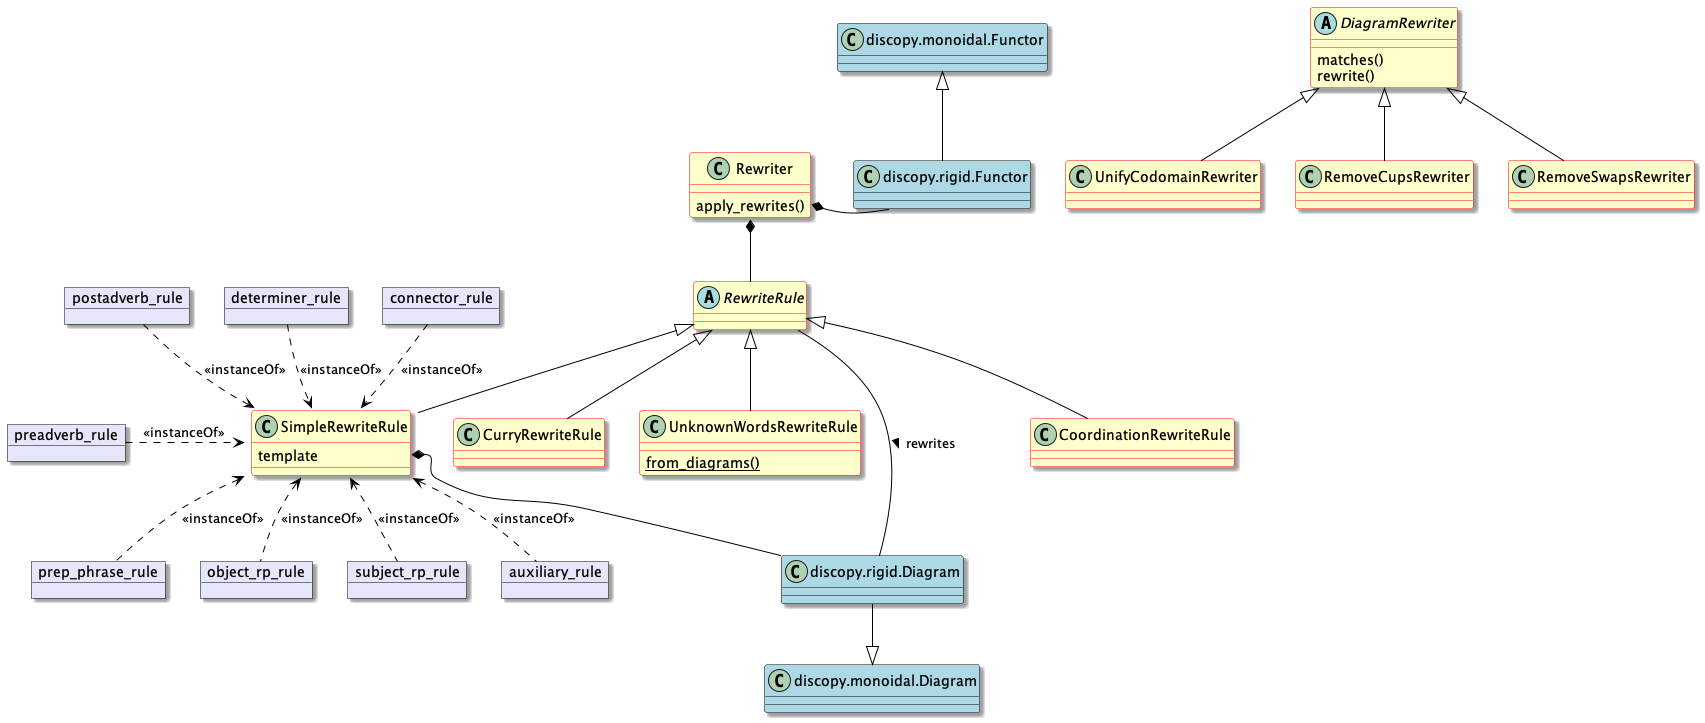 A DiagramRewriter
matches()
rewrite()
C discopy.monoidal.Functor
C Rewriter
apply_rewrites()
C discopy.rigid.Functor
C UnifyCodomainRewriter
C RemoveCupsRewriter
C RemoveSwapsRewriter
postadverb_rule
determiner_rule
connector_rule
A RewriteRule
«instanceOf»
«instanceOf»
«instanceOf»
preadverb_rule
«instanceOf»
C SimpleRewriteRule
template
C CurryRewriteRule
C UnknownWordsRewriteRule
from_diagrams()
rewrites
C CoordinationRewriteRule
«instanceOf»
«instanceOf»
«instanceOf»
«instanceOf»
prep_phrase_rule
object_rp_rule
subject_rp_rule
auxiliary_rule
C discopy.rigid.Diagram
C discopy.monoidal.Diagram